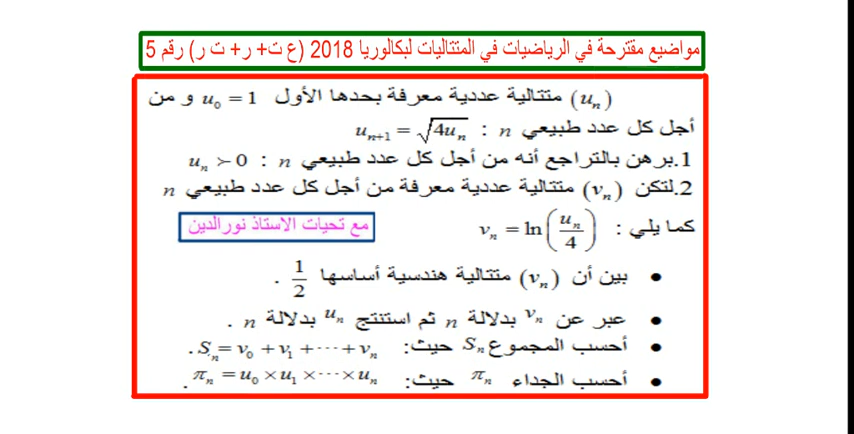 مواضيع مقترحة في الرياضيات في المتتاليات لبكالوريا 2018 (ع ت+ ر+ ت ر) رقم 5
(uₙ) متتالية عددية معرفة بحدها الأول u₀ = 1 و من
أجل كل عدد طبيعي n : uₙ₊₁ = √(4uₙ)
1.برهن بالتراجع أنه من أجل كل عدد طبيعي n : uₙ ≻ 0
2.لتكن (vₙ) متتالية عددية معرفة من أجل كل عدد طبيعي n
كما يلي : vₙ = ln(uₙ/4)
مع تحيات الاستاذ نورالدين
• بين أن (vₙ) متتالية هندسية أساسها 1/2 .
• عبر عن vₙ بدلالة n ثم استنتج uₙ بدلالة n .
• أحسب المجموع Sₙ حيث: Sₙ = v₀ + v₁ + ··· + vₙ.
• أحسب الجداء πₙ حيث: πₙ = u₀ × u₁ × ··· × uₙ.